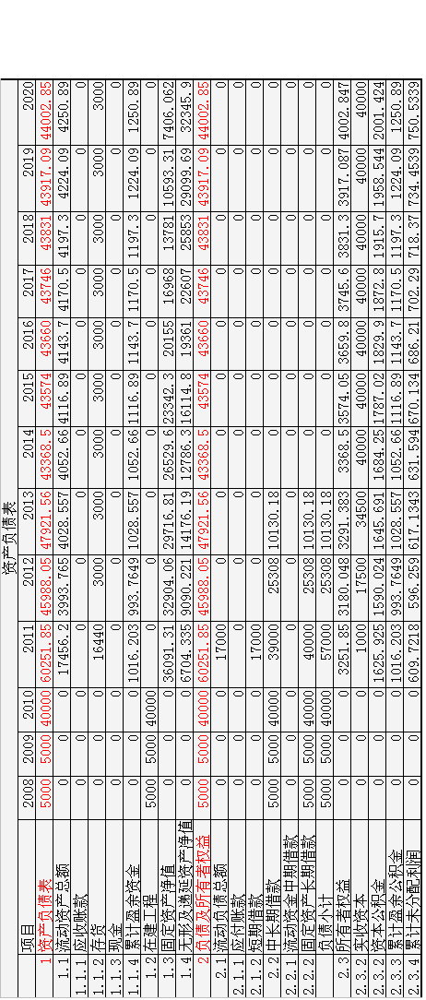 资产负债表
项目 2008 2009 2010 2011 2012 2013 2014 2015 2016 2017 2018 2019 2020
1 资产负债表 5000 5000 40000 60251.85 45988.05 47921.56 43368.5 43574 43660 43746 43831 43917.09 44002.85
1.1 流动资产总额 0 0 0 17456.2 3993.765 4028.557 4052.66 4116.89 4143.7 4170.5 4197.3 4224.09 4250.89
1.1.1 应收账款 0 0 0 0 0 0 0 0 0 0
1.1.2 存货 0 0 0 16440 3000 3000 3000 3000 3000 3000 3000 3000 3000
1.1.3 现金 0 0 0 0 0 0 0 0 0 0
1.1.4 累计盈余资金 0 0 0 1016.203 993.7649 1028.557 1052.66 1116.89 1143.7 1170.5 1197.3 1224.09 1250.89
1.2 在建工程 5000 5000 40000 0 0 0 0 0 0 0
1.3 固定资产净值 0 0 0 36091.31 32904.06 29716.81 26529.6 23342.3 20155 16968 13781 10593.31 7406.062
1.4 无形及递延资产净值 0 0 0 6704.335 9090.221 14176.19 12786.3 16114.8 19361 22607 25853 29099.69 32345.9
2 负债及所有者权益 5000 5000 40000 60251.85 45988.05 47921.56 43368.5 43574 43660 43746 43831 43917.09 44002.85
2.1 流动负债总额 0 0 0 17000 0 0 0 0 0 0 0
2.1.1 应付账款 0 0 0 0 0 0 0 0 0 0
2.1.2 短期借款 0 0 0 17000 0 0 0 0 0 0 0
2.2 中长期借款 5000 5000 40000 39000 25308 10130.18 0 0 0 0 0 0 0
2.2.1 流动资金中期借款 0 0 0 0 0 0 0 0 0 0
2.2.2 固定资产长期借款 5000 5000 40000 40000 25308 10130.18 0 0 0 0 0 0 0
负债小计 5000 5000 40000 57000 25308 10130.18 0 0 0 0 0 0 0
2.3 所有者权益 0 0 0 3251.85 3180.048 3291.383 3368.5 3574.05 3659.8 3745.6 3831.3 3917.087 4002.847
2.3.2 实收资本 0 0 0 1000 17500 34500 40000 40000 40000 40000 40000 40000 40000
2.3.2 资本公积金 0 0 0 1625.925 1590.024 1645.691 1684.25 1787.02 1829.9 1872.8 1915.7 1958.544 2001.424
2.3.3 累计盈余公积金 0 0 0 1016.203 993.7649 1028.557 1052.66 1116.89 1143.7 1170.5 1197.3 1224.09 1250.89
2.3.4 累计未分配利润 0 0 0 609.7218 596.259 617.1343 631.594 670.134 686.21 702.29 718.37 734.4539 750.5339